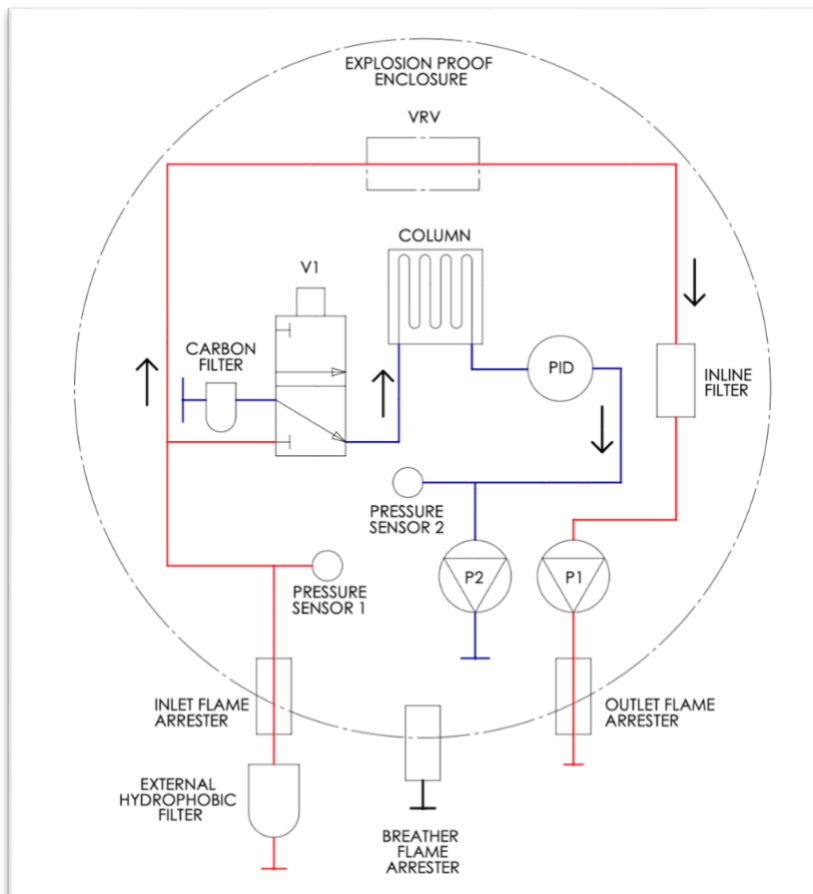 EXPLOSION PROOF
ENCLOSURE
VRV
COLUMN
V1
CARBON
FILTER
PID
INLINE
FILTER
PRESSURE
SENSOR 2
P2
P1
PRESSURE
SENSOR 1
INLET FLAME
ARRESTER
OUTLET FLAME
ARRESTER
EXTERNAL
HYDROPHOBIC
FILTER
BREATHER
FLAME
ARRESTER